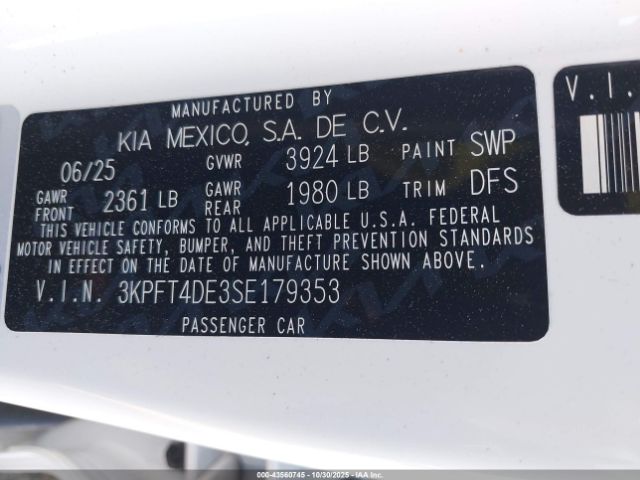 MANUFACTURED BY
KIA MEXICO, S.A. DE C.V.
06/25 GVWR 3924 LB PAINT SWP
GAWR FRONT 2361 LB GAWR REAR 1980 LB TRIM DFS
THIS VEHICLE CONFORMS TO ALL APPLICABLE U.S.A. FEDERAL
MOTOR VEHICLE SAFETY, BUMPER, AND THEFT PREVENTION STANDARDS
IN EFFECT ON THE DATE OF MANUFACTURE SHOWN ABOVE.
V.I.N. 3KPFT4DE3SE179353
PASSENGER CAR
V.I.
000-43560745 - 10/30/2025 - IAAI.com